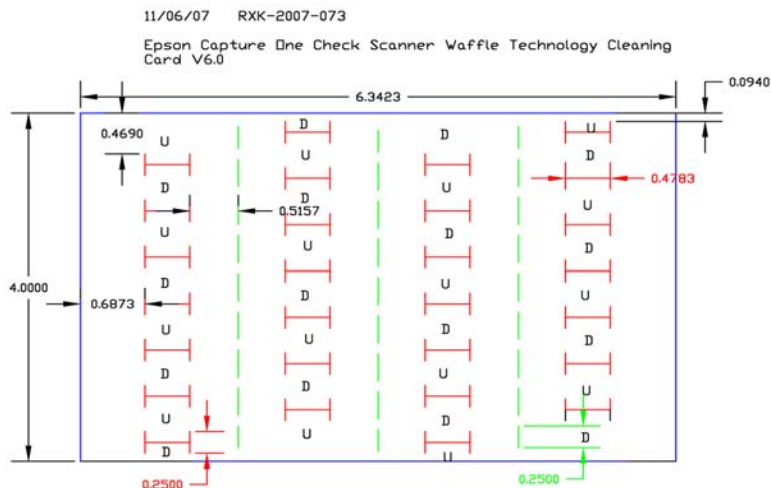 11/06/07 RXK-2007-073
Epson Capture One Check Scanner Waffle Technology Cleaning
Card V6.0
6.3423
0.0940
0.4690
U D D U
D U U D
0.4783
D D U U
0.5157
U U D D
4.0000
0.6873
D D U U
U U D D
D D U U
U U D D
D U
0.2500
0.2500